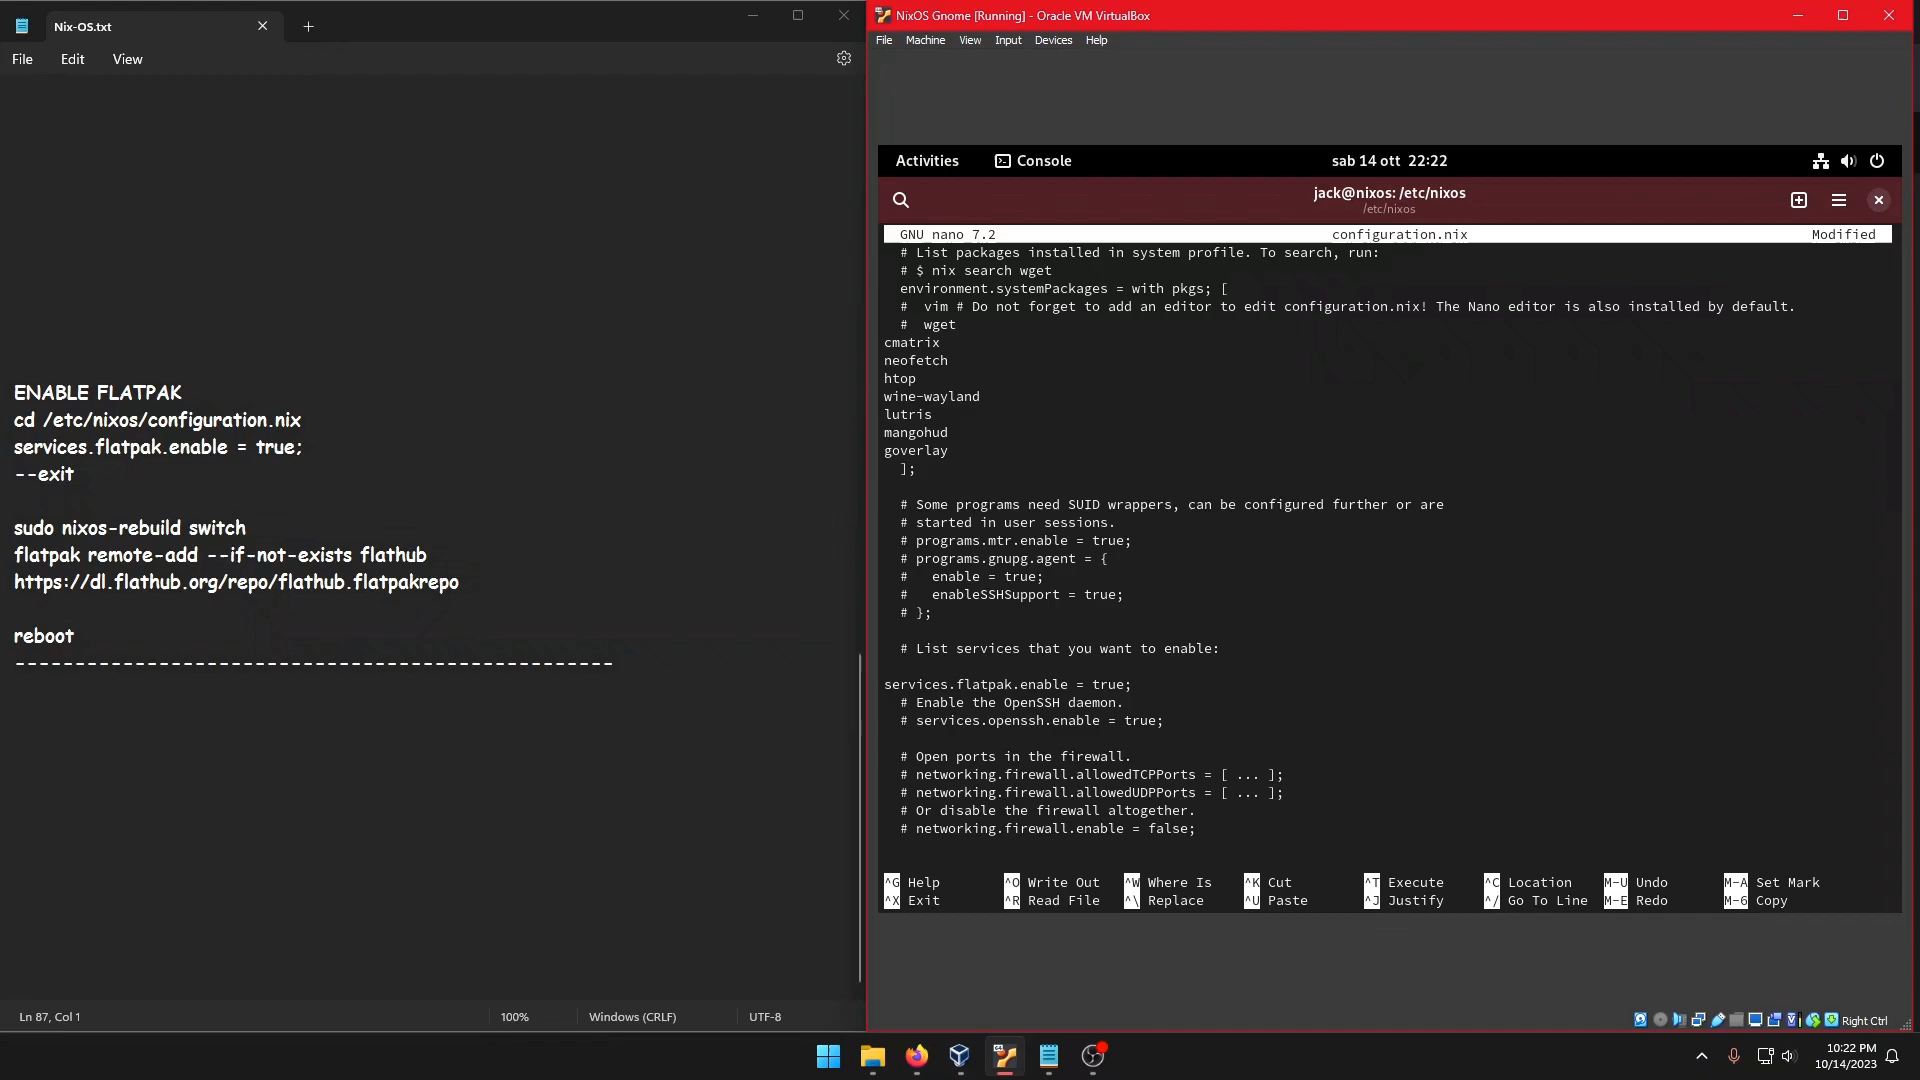 Nix-OS.txt
File Edit View
ENABLE FLATPAK
cd /etc/nixos/configuration.nix
services.flatpak.enable = true;
--exit
sudo nixos-rebuild switch
flatpak remote-add --if-not-exists flathub
https://dl.flathub.org/repo/flathub.flatpakrepo
reboot
------------------------------------------------
Ln 87, Col 1 100% Windows (CRLF) UTF-8
NixOS Gnome [Running] - Oracle VM VirtualBox
File Machine View Input Devices Help
Activities Console sab 14 ott 22:22
jack@nixos: /etc/nixos
/etc/nixos
GNU nano 7.2 configuration.nix Modified
# List packages installed in system profile. To search, run:
# $ nix search wget
environment.systemPackages = with pkgs; [
#  vim # Do not forget to add an editor to edit configuration.nix! The Nano editor is also installed by default.
#  wget
cmatrix
neofetch
htop
wine-wayland
lutris
mangohud
goverlay
];
# Some programs need SUID wrappers, can be configured further or are
# started in user sessions.
# programs.mtr.enable = true;
# programs.gnupg.agent = {
#   enable = true;
#   enableSSHSupport = true;
# };
# List services that you want to enable:
services.flatpak.enable = true;
# Enable the OpenSSH daemon.
# services.openssh.enable = true;
# Open ports in the firewall.
# networking.firewall.allowedTCPPorts = [ ... ];
# networking.firewall.allowedUDPPorts = [ ... ];
# Or disable the firewall altogether.
# networking.firewall.enable = false;
^G Help ^O Write Out ^W Where Is ^K Cut ^T Execute ^C Location M-U Undo M-A Set Mark
^X Exit ^R Read File ^\ Replace ^U Paste ^J Justify ^/ Go To Line M-E Redo M-6 Copy
Right Ctrl
10:22 PM
10/14/2023